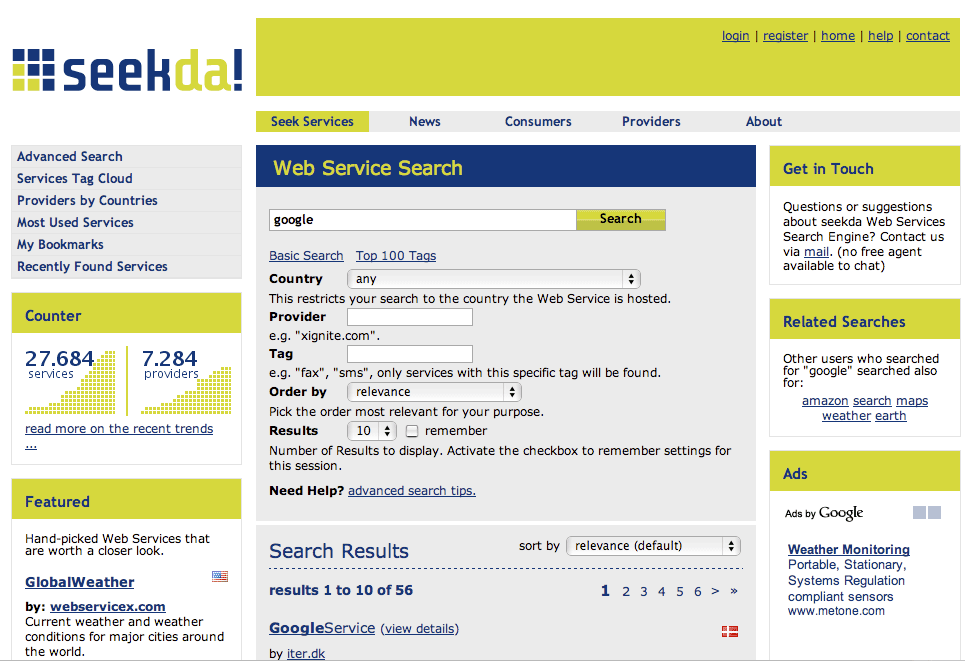 seekda!
login | register | home | help | contact
Seek Services News Consumers Providers About
Advanced Search
Services Tag Cloud
Providers by Countries
Most Used Services
My Bookmarks
Recently Found Services
Counter
27.684 services
7.284 providers
read more on the recent trends
...
Featured
Hand-picked Web Services that
are worth a closer look.
GlobalWeather
by: webservicex.com
Current weather and weather
conditions for major cities around
the world.
Web Service Search
google Search
Basic Search Top 100 Tags
Country any
This restricts your search to the country the Web Service is hosted.
Provider
e.g. "xignite.com".
Tag
e.g. "fax", "sms", only services with this specific tag will be found.
Order by relevance
Pick the order most relevant for your purpose.
Results 10 remember
Number of Results to display. Activate the checkbox to remember settings for
this session.
Need Help? advanced search tips.
Search Results sort by relevance (default)
results 1 to 10 of 56 1 2 3 4 5 6 > »
GoogleService (view details)
by iter.dk
Get in Touch
Questions or suggestions
about seekda Web Services
Search Engine? Contact us
via mail. (no free agent
available to chat)
Related Searches
Other users who searched
for "google" searched also
for:
amazon search maps
weather earth
Ads
Ads by Google
Weather Monitoring
Portable, Stationary,
Systems Regulation
compliant sensors
www.metone.com